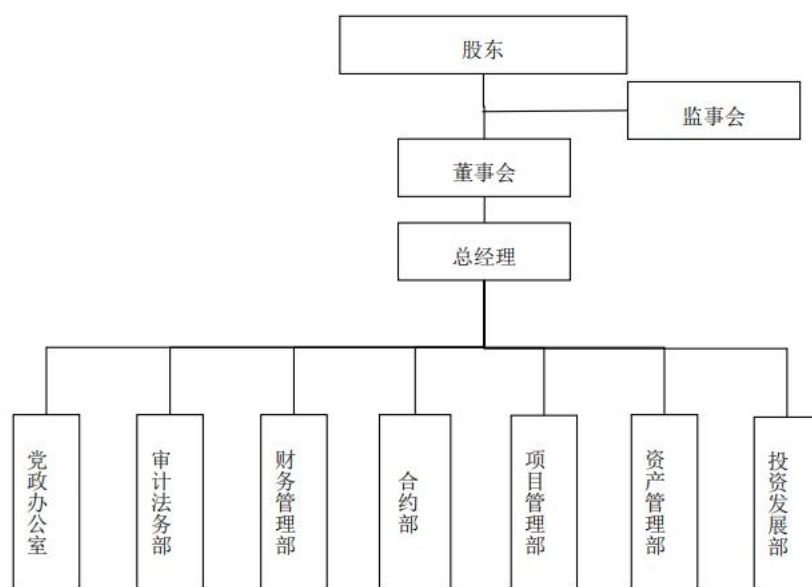 股东
监事会
董事会
总经理
党政办公室
审计法务部
财务管理部
合约部
项目管理部
资产管理部
投资发展部